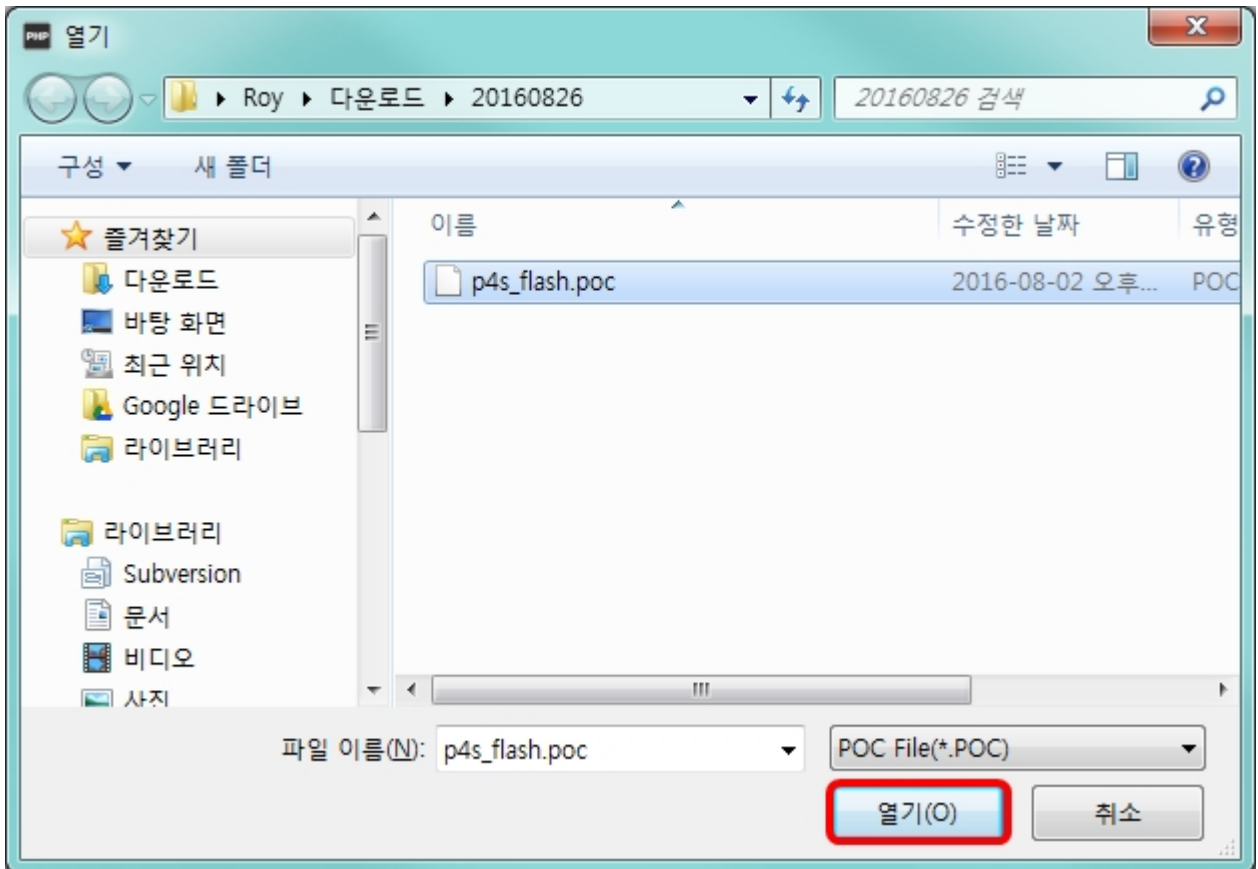 PHP 열기
Roy 다운로드 20160826
20160826 검색
구성 새 폴더
이름 수정한 날짜 유형
p4s_flash.poc 2016-08-02 오후... POC
즐겨찾기
다운로드
바탕 화면
최근 위치
Google 드라이브
라이브러리
라이브러리
Subversion
문서
비디오
사진
파일 이름(N): p4s_flash.poc POC File(*.POC)
열기(O) 취소